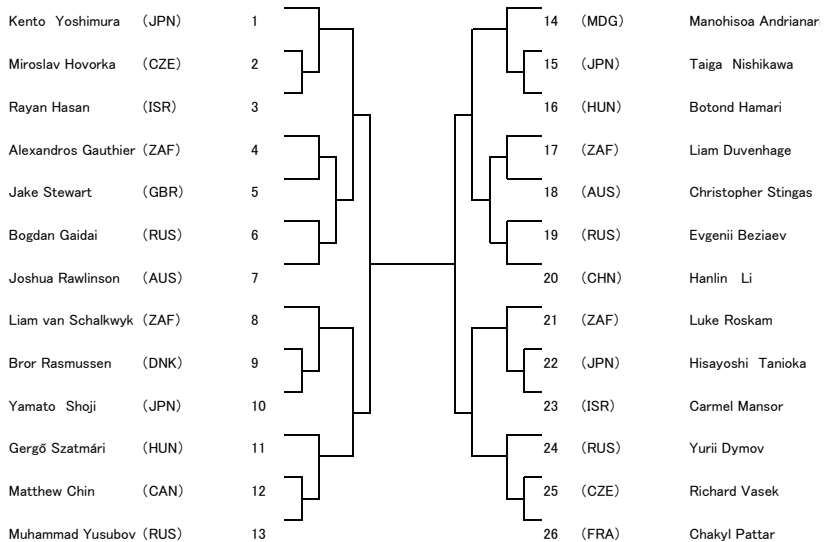 Kento Yoshimura (JPN) 1
Miroslav Hovorka (CZE) 2
Rayan Hasan (ISR) 3
Alexandros Gauthier (ZAF) 4
Jake Stewart (GBR) 5
Bogdan Gaidai (RUS) 6
Joshua Rawlinson (AUS) 7
Liam van Schalkwyk (ZAF) 8
Bror Rasmussen (DNK) 9
Yamato Shoji (JPN) 10
Gergő Szatmári (HUN) 11
Matthew Chin (CAN) 12
Muhammad Yusubov (RUS) 13
14 (MDG) Manohisoa Andrianari
15 (JPN) Taiga Nishikawa
16 (HUN) Botond Hamari
17 (ZAF) Liam Duvenhage
18 (AUS) Christopher Stingas
19 (RUS) Evgenii Beziaev
20 (CHN) Hanlin Li
21 (ZAF) Luke Roskam
22 (JPN) Hisayoshi Tanioka
23 (ISR) Carmel Mansor
24 (RUS) Yurii Dymov
25 (CZE) Richard Vasek
26 (FRA) Chakyl Pattar